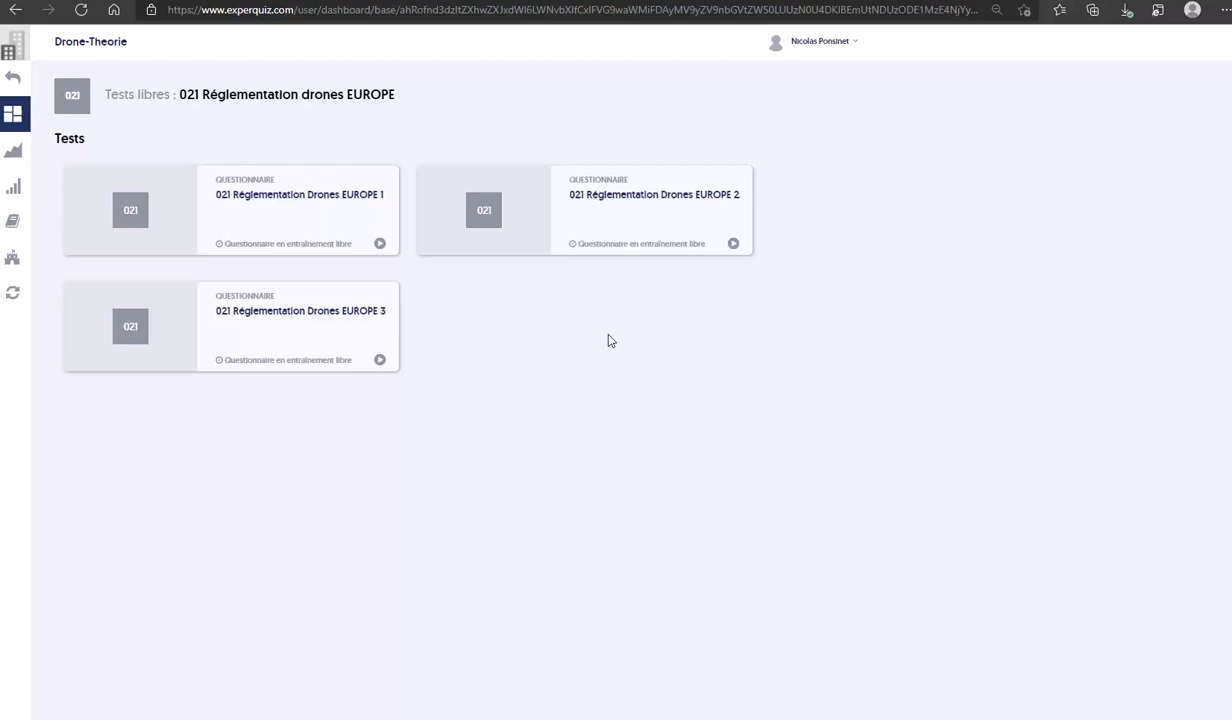 https://www.experquiz.com/user/dashboard/base/
Drone-Theorie
Nicolas Ponsinet
021
Tests libres : 021 Réglementation drones EUROPE
Tests
021
QUESTIONNAIRE
021 Réglementation Drones EUROPE 1
Questionnaire en entraînement libre
021
QUESTIONNAIRE
021 Réglementation Drones EUROPE 2
Questionnaire en entraînement libre
021
QUESTIONNAIRE
021 Réglementation Drones EUROPE 3
Questionnaire en entraînement libre